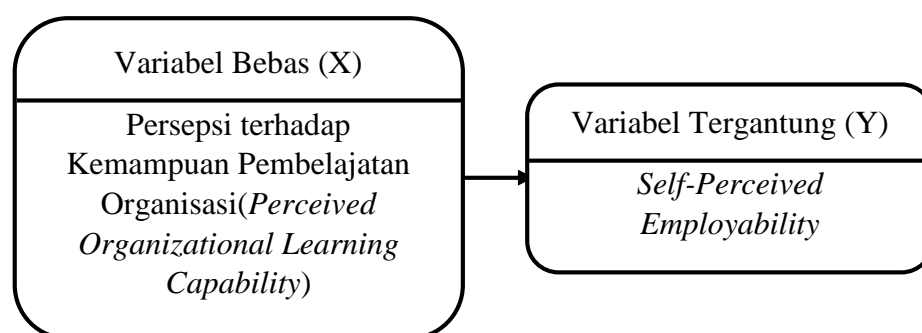 Variabel Bebas (X)
Persepsi terhadap
Kemampuan Pembelajatan
Organisasi(Perceived
Organizational Learning
Capability)
Variabel Tergantung (Y)
Self-Perceived
Employability